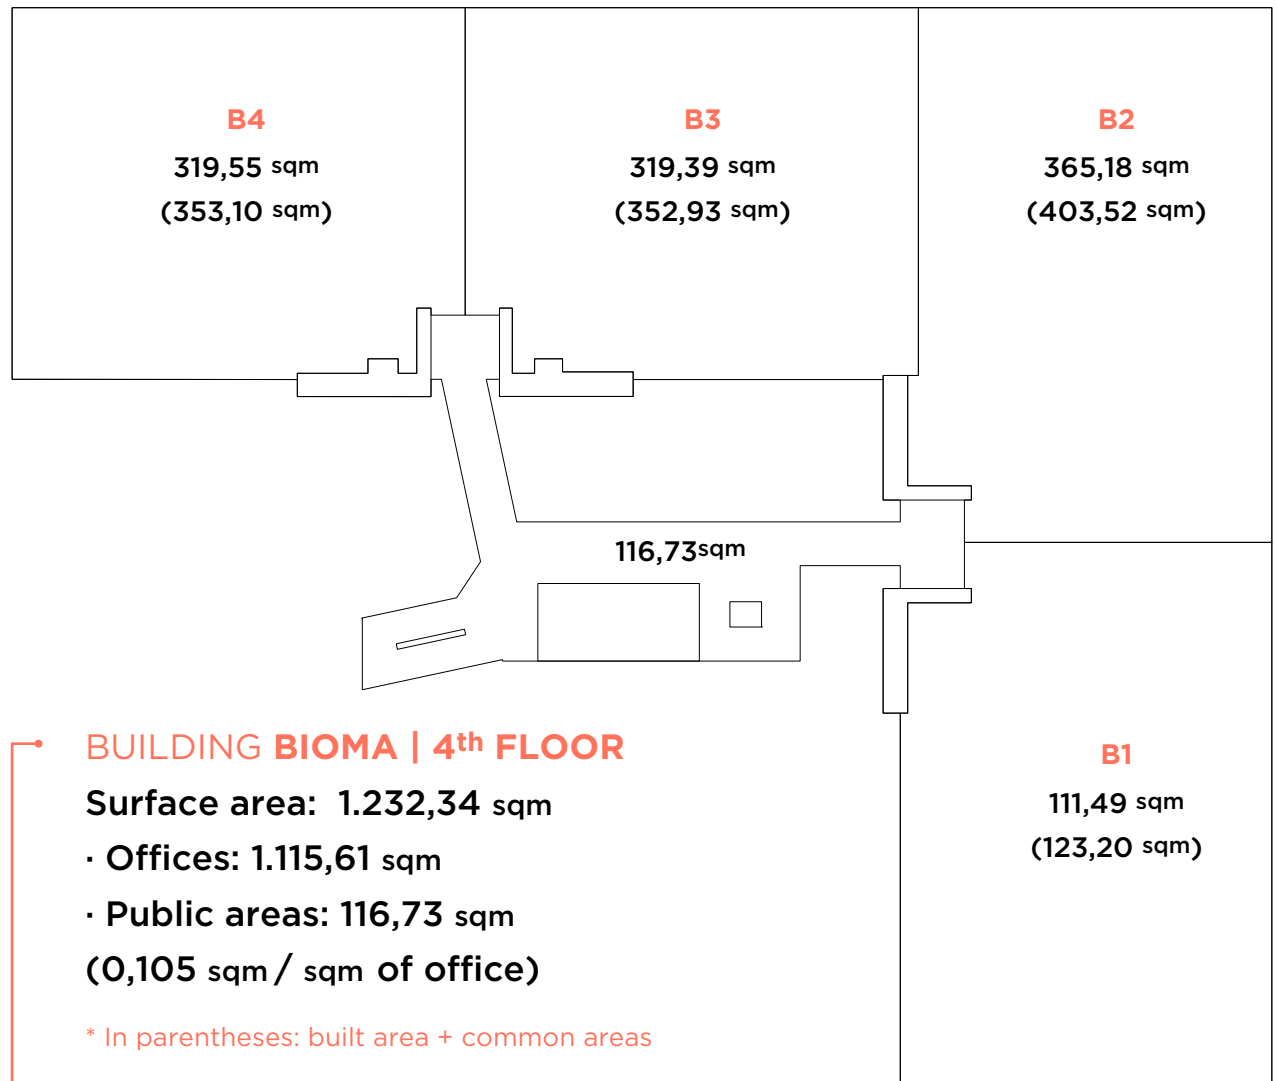 B4
319,55 sqm
(353,10 sqm)
B3
319,39 sqm
(352,93 sqm)
B2
365,18 sqm
(403,52 sqm)
116,73sqm
B1
111,49 sqm
(123,20 sqm)
BUILDING BIOMA | 4th FLOOR
Surface area: 1.232,34 sqm
· Offices: 1.115,61 sqm
· Public areas: 116,73 sqm
(0,105 sqm / sqm of office)
* In parentheses: built area + common areas